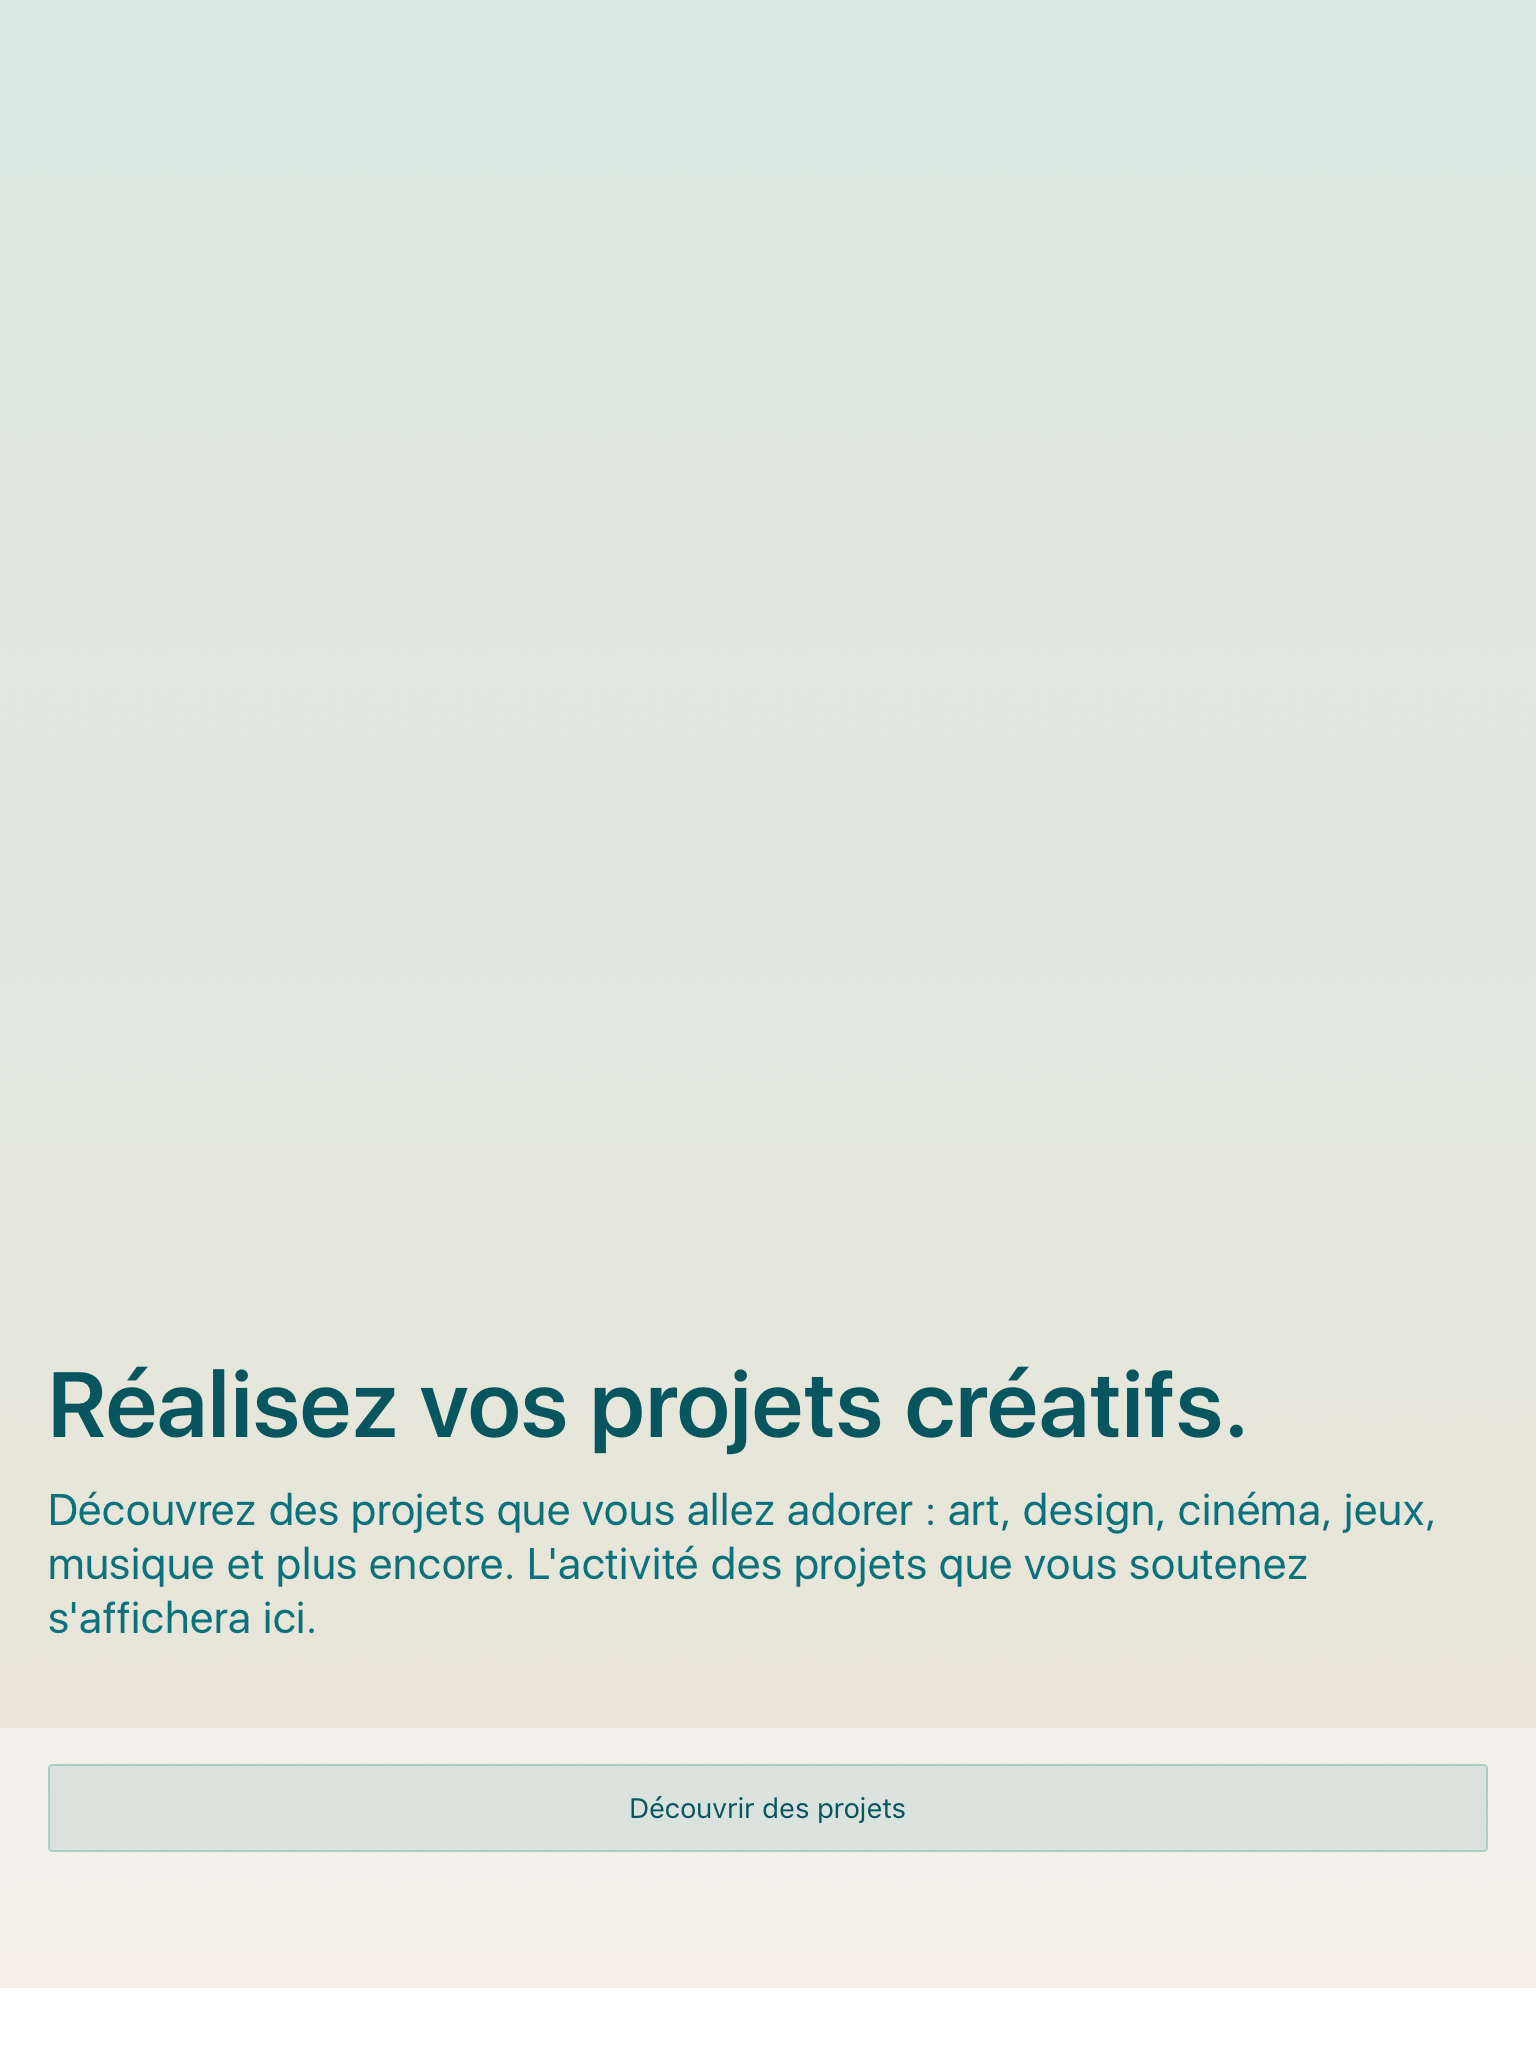 Réalisez vos projets créatifs.
Découvrez des projets que vous allez adorer : art, design, cinéma, jeux,
musique et plus encore. L'activité des projets que vous soutenez
s'affichera ici.
Découvrir des projets